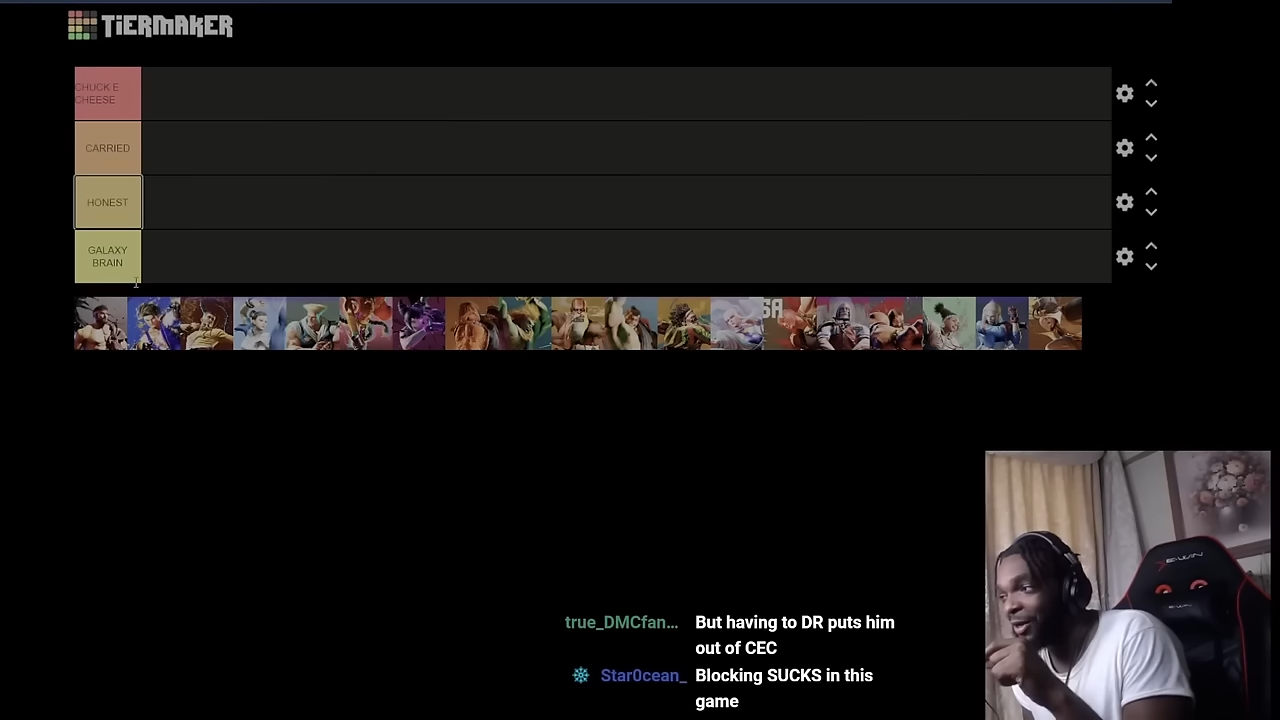 TiERMAKER
CHUCK E
CHEESE
CARRIED
HONEST
GALAXY
BRAIN
SA
true_DMCfan... But having to DR puts him
out of CEC
Star0cean_ Blocking SUCKS in this
game